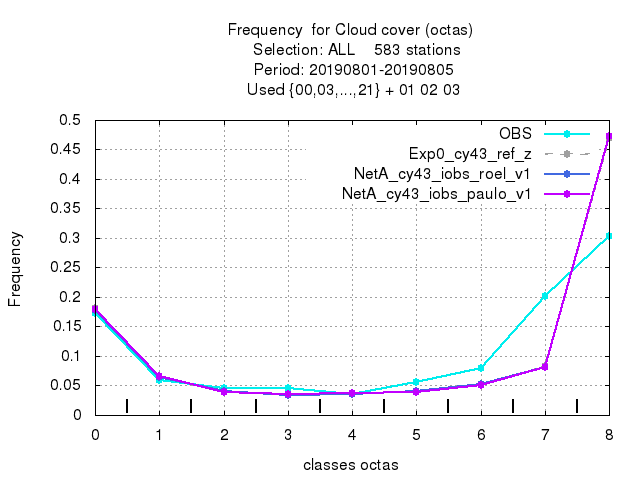 Frequency  for Cloud cover (octas)
Selection: ALL    583 stations
Period: 20190801-20190805
Used {00,03,...,21} + 01 02 03
OBS
Exp0_cy43_ref_z
NetA_cy43_iobs_roel_v1
NetA_cy43_iobs_paulo_v1
0.5
0.45
0.4
0.35
0.3
0.25
0.2
0.15
0.1
0.05
0
Frequency
0 1 2 3 4 5 6 7 8
classes octas